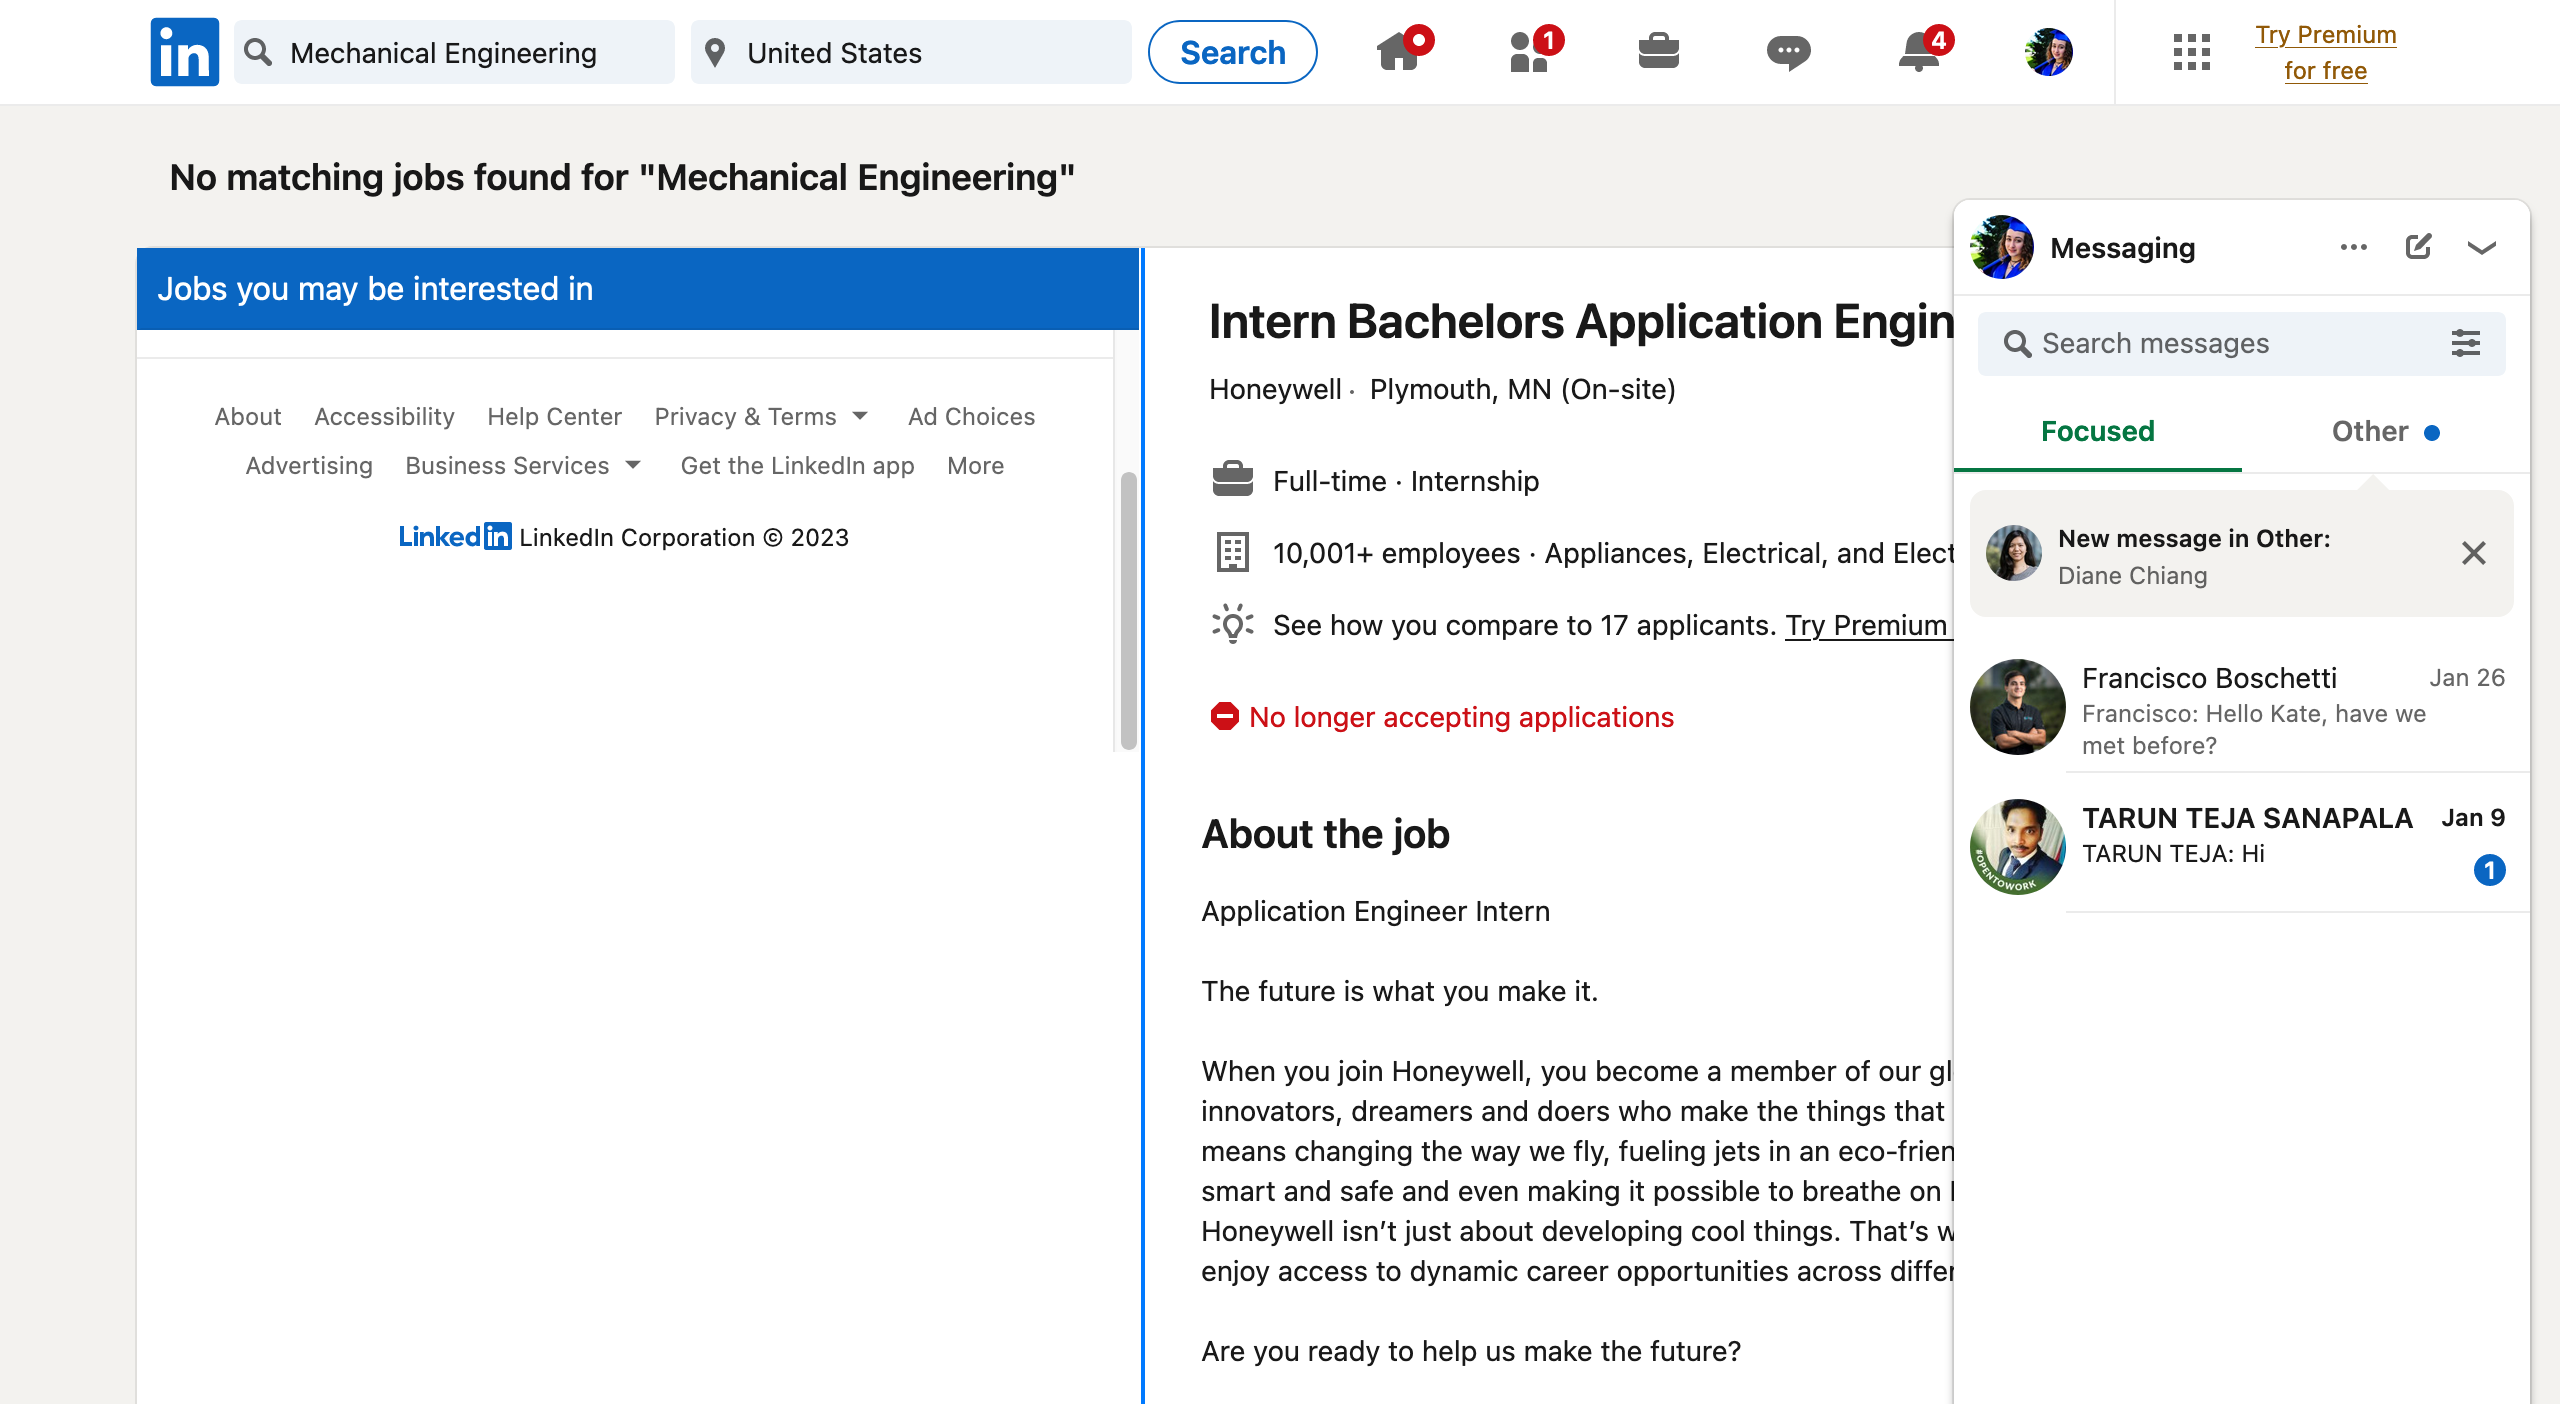 in
Mechanical Engineering
United States
Search
1
4
Try Premium
for free
No matching jobs found for "Mechanical Engineering"
Jobs you may be interested in
About Accessibility Help Center Privacy & Terms Ad Choices
Advertising Business Services Get the LinkedIn app More
Linked in LinkedIn Corporation © 2023
Intern Bachelors Application Engin
Honeywell · Plymouth, MN (On-site)
Full-time · Internship
10,001+ employees · Appliances, Electrical, and Elect
See how you compare to 17 applicants. Try Premium
No longer accepting applications
About the job
Application Engineer Intern
The future is what you make it.
When you join Honeywell, you become a member of our gl
innovators, dreamers and doers who make the things that
means changing the way we fly, fueling jets in an eco-frien
smart and safe and even making it possible to breathe on
Honeywell isn’t just about developing cool things. That’s w
enjoy access to dynamic career opportunities across differ
Are you ready to help us make the future?
Messaging
Search messages
Focused
Other
New message in Other:
Diane Chiang
Francisco Boschetti
Jan 26
Francisco: Hello Kate, have we
met before?
#OPENTOWORK
TARUN TEJA SANAPALA
Jan 9
TARUN TEJA: Hi
1